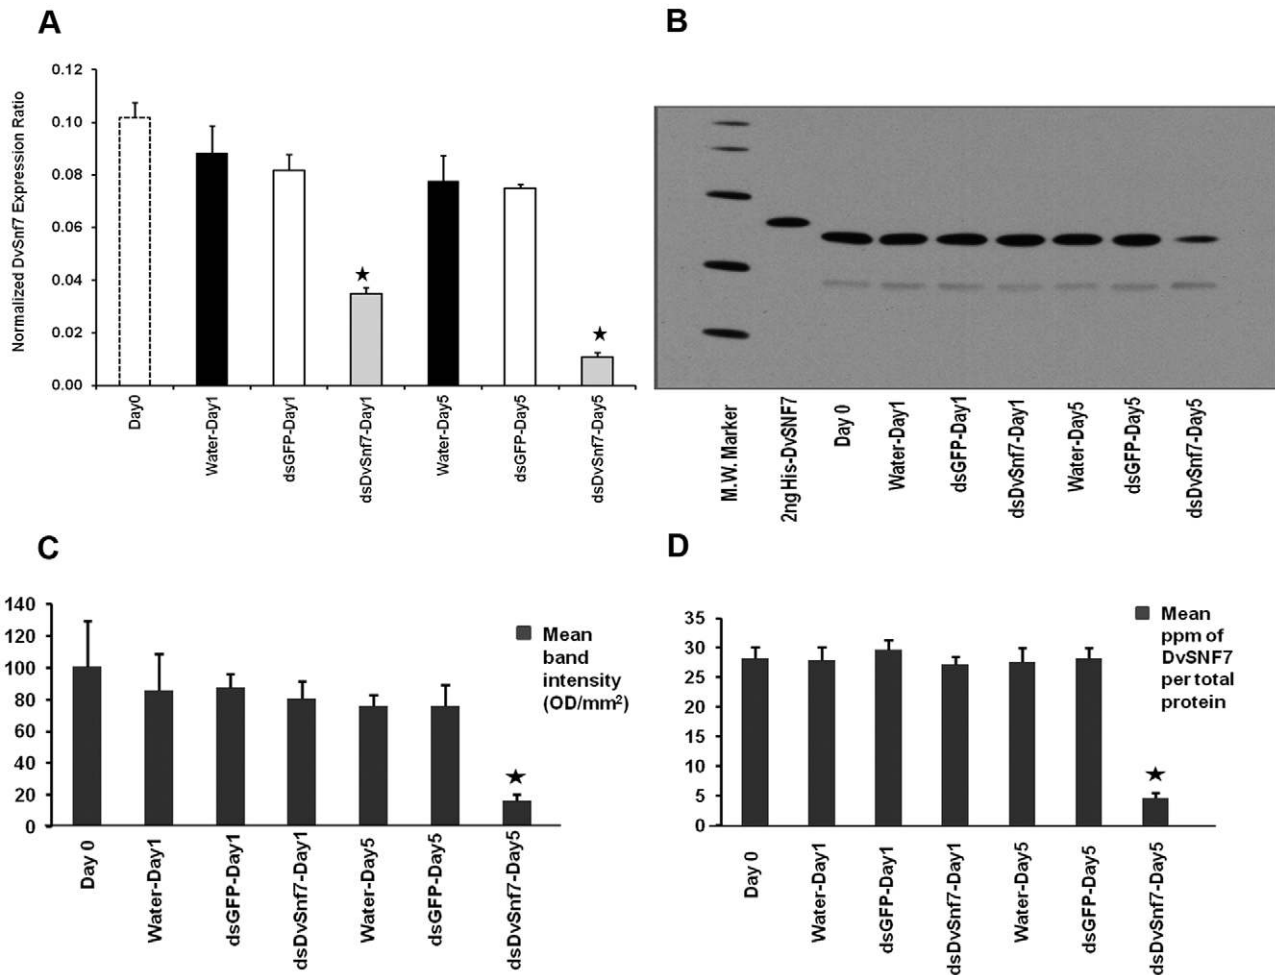 A
Normalized DvSnf7 Expression Ratio
0.12
0.10
0.08
0.06
0.04
0.02
0.00
Day0
Water-Day1
dsGFP-Day1
dsDvSnf7-Day1
Water-Day5
dsGFP-Day5
dsDvSnf7-Day5
B
M.W. Marker
2ng His-DvSNF7
Day 0
Water-Day1
dsGFP-Day1
dsDvSnf7-Day1
Water-Day5
dsGFP-Day5
dsDvSnf7-Day5
C
140
120
100
80
60
40
20
0
Mean
band
intensity
(OD/mm²)
Day 0
Water-Day1
dsGFP-Day1
dsDvSnf7-Day1
Water-Day5
dsGFP-Day5
dsDvSnf7-Day5
D
35
30
25
20
15
10
5
0
Mean
ppm of
DvSNF7
per total
protein
Day 0
Water-Day1
dsGFP-Day1
dsDvSnf7-Day1
Water-Day5
dsGFP-Day5
dsDvSnf7-Day5